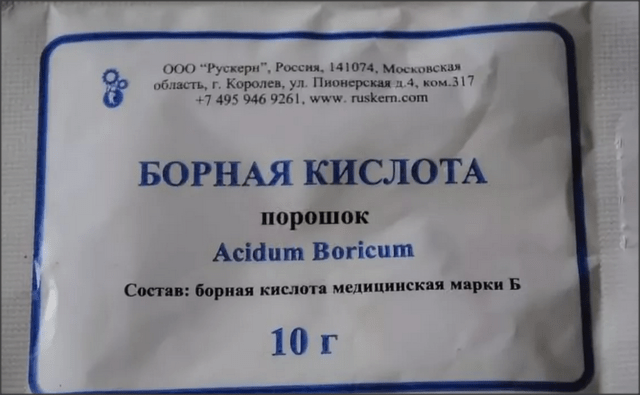 ООО "Рускерн", Россия, 141074, Московская
область, г. Королев, ул. Пионерская д.4, ком.317
+7 495 946 9261, www. ruskern.com
БОРНАЯ КИСЛОТА
порошок
Acidum Boricum
Состав: борная кислота медицинская марки Б
10 г